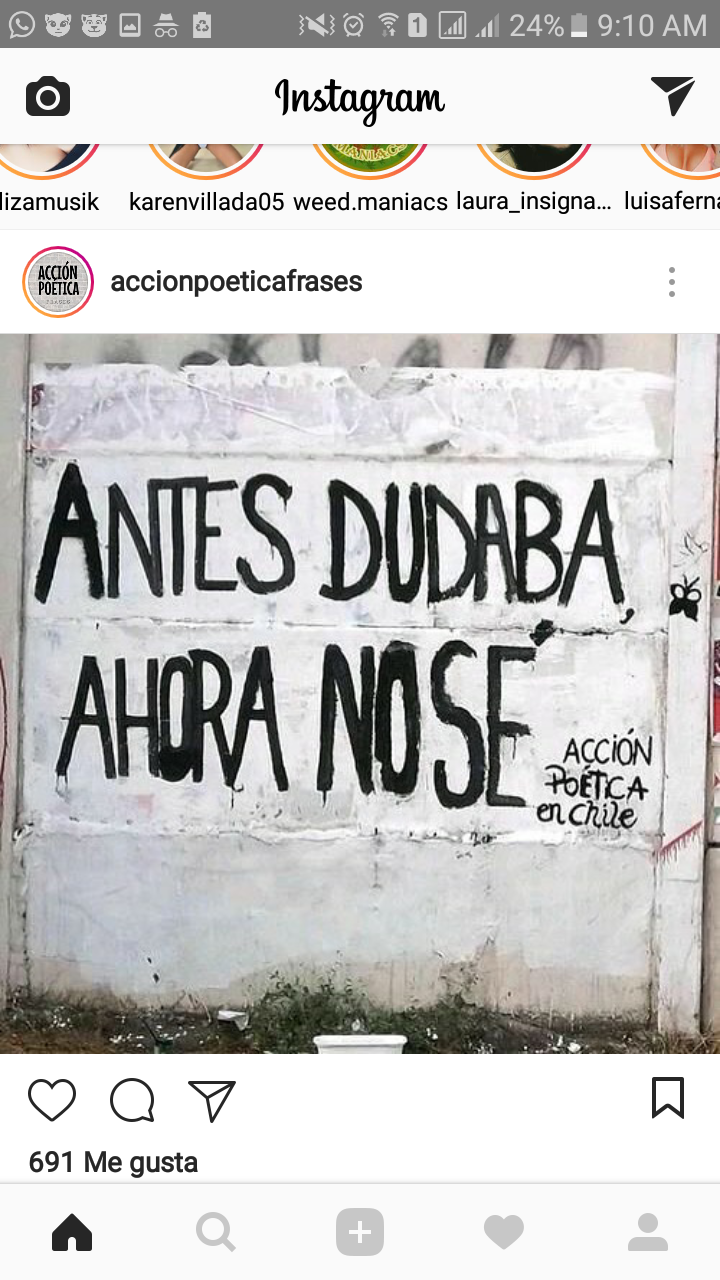 24% 9:10 AM
Instagram
lizamusik karenvillada05 weed.maniacs laura_insigna... luisaferna
ACCIÓN
POÉTICA
FRASES
accionpoeticafrases
ANTES DUDABA,
AHORA NO SÉ
ACCIÓN
POÉTICA
en chile
691 Me gusta